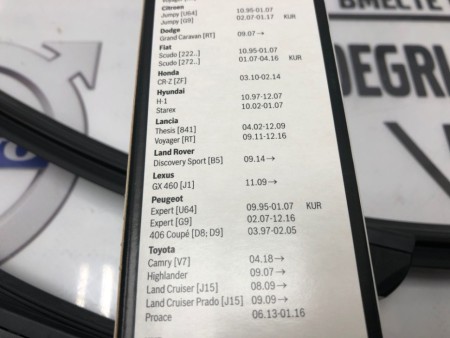 Citroen
Jumpy [U64] 10.95-01.07
Jumpy [G9] 02.07-01.17 KUR
Dodge
Grand Caravan [RT] 09.07→
Fiat
Scudo [222..] 10.95-01.07
Scudo [272..] 01.07-04.16 KUR
Honda
CR-Z [ZF] 03.10-02.14
Hyundai
H-1 10.97-12.07
Starex 10.02-01.07
Lancia
Thesis [841] 04.02-12.09
Voyager [RT] 09.11-12.16
Land Rover
Discovery Sport [B5] 09.14→
Lexus
GX 460 [J1] 11.09→
Peugeot
Expert [U64] 09.95-01.07 KUR
Expert [G9] 02.07-12.16
406 Coupé [D8; D9] 03.97-02.05
Toyota
Camry [V7] 04.18→
Highlander 09.07→
Land Cruiser [J15] 08.09→
Land Cruiser Prado [J15] 09.09→
Proace 06.13-01.16
ВМЕСТЕ
DEGRI